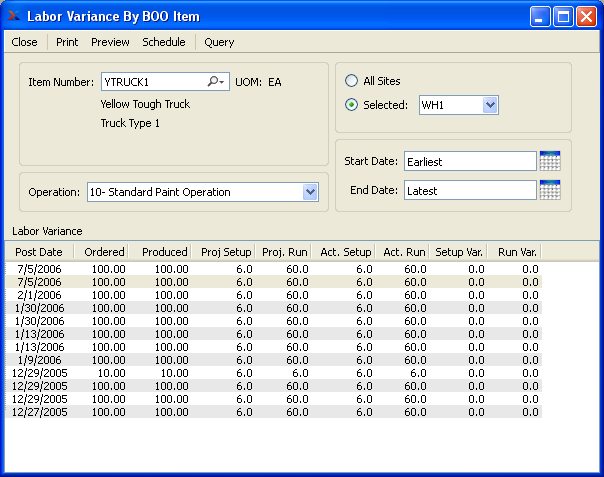 Labor Variance By BOO Item
Close Print Preview Schedule Query
Item Number: YTRUCK1 UOM: EA
Yellow Tough Truck
Truck Type 1
Operation: 10- Standard Paint Operation
All Sites
Selected: WH1
Start Date: Earliest
End Date: Latest
Labor Variance
Post Date Ordered Produced Proj Setup Proj. Run Act. Setup Act. Run Setup Var. Run Var.
7/5/2006 100.00 100.00 6.0 60.0 6.0 60.0 0.0 0.0
7/5/2006 100.00 100.00 6.0 60.0 6.0 60.0 0.0 0.0
2/1/2006 100.00 100.00 6.0 60.0 6.0 60.0 0.0 0.0
1/30/2006 100.00 100.00 6.0 60.0 6.0 60.0 0.0 0.0
1/30/2006 100.00 100.00 6.0 60.0 6.0 60.0 0.0 0.0
1/13/2006 100.00 100.00 6.0 60.0 6.0 60.0 0.0 0.0
1/13/2006 100.00 100.00 6.0 60.0 6.0 60.0 0.0 0.0
1/9/2006 100.00 100.00 6.0 60.0 6.0 60.0 0.0 0.0
12/29/2005 10.00 10.00 6.0 6.0 6.0 6.0 0.0 0.0
12/29/2005 100.00 100.00 6.0 60.0 6.0 60.0 0.0 0.0
12/29/2005 100.00 100.00 6.0 60.0 6.0 60.0 0.0 0.0
12/27/2005 100.00 100.00 6.0 60.0 6.0 60.0 0.0 0.0